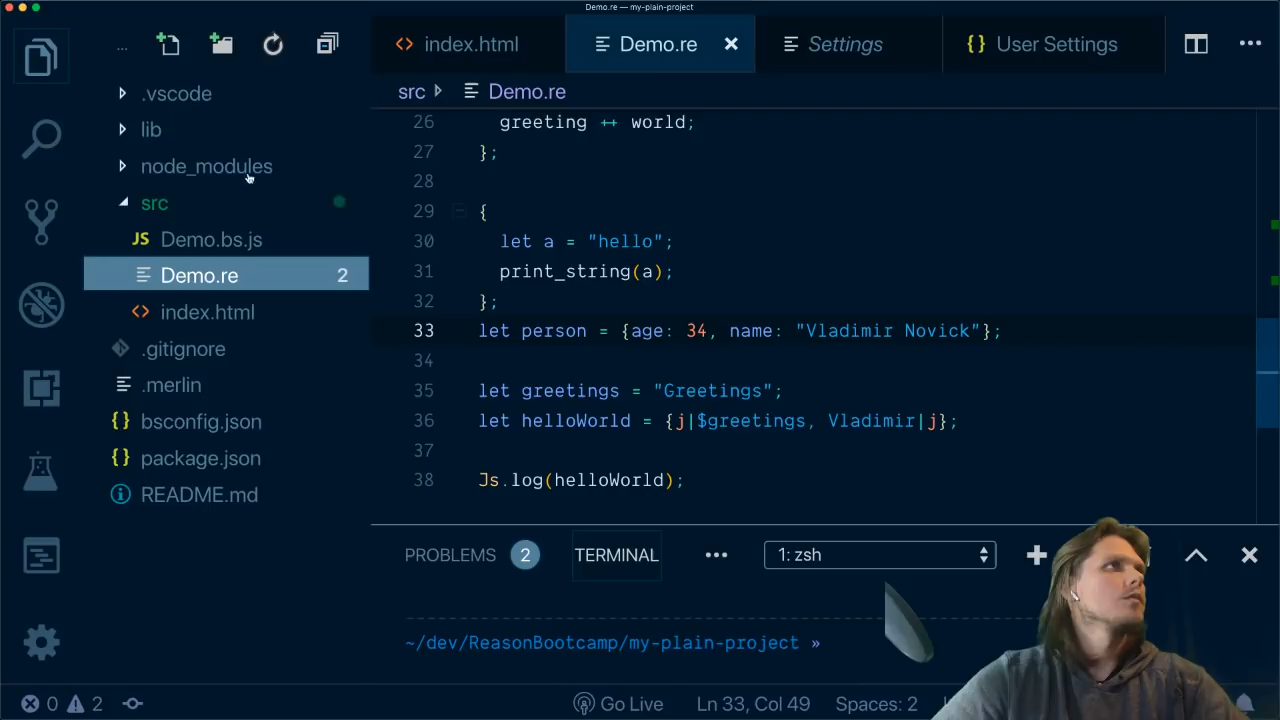 Demo.re — my-plain-project
...
index.html
Demo.re
Settings
{} User Settings
...
.vscode
lib
node_modules
src
JS Demo.bs.js
Demo.re 2
index.html
.gitignore
.merlin
{} bsconfig.json
{} package.json
README.md
src Demo.re
26 greeting ++ world;
27 };
28
29 {
30 let a = "hello";
31 print_string(a);
32 };
33 let person = {age: 34, name: "Vladimir Novick"};
34
35 let greetings = "Greetings";
36 let helloWorld = {j|$greetings, Vladimir|j};
37
38 Js.log(helloWorld);
PROBLEMS 2 TERMINAL ... 1: zsh
~/dev/ReasonBootcamp/my-plain-project »
0 2 Go Live Ln 33, Col 49 Spaces: 2